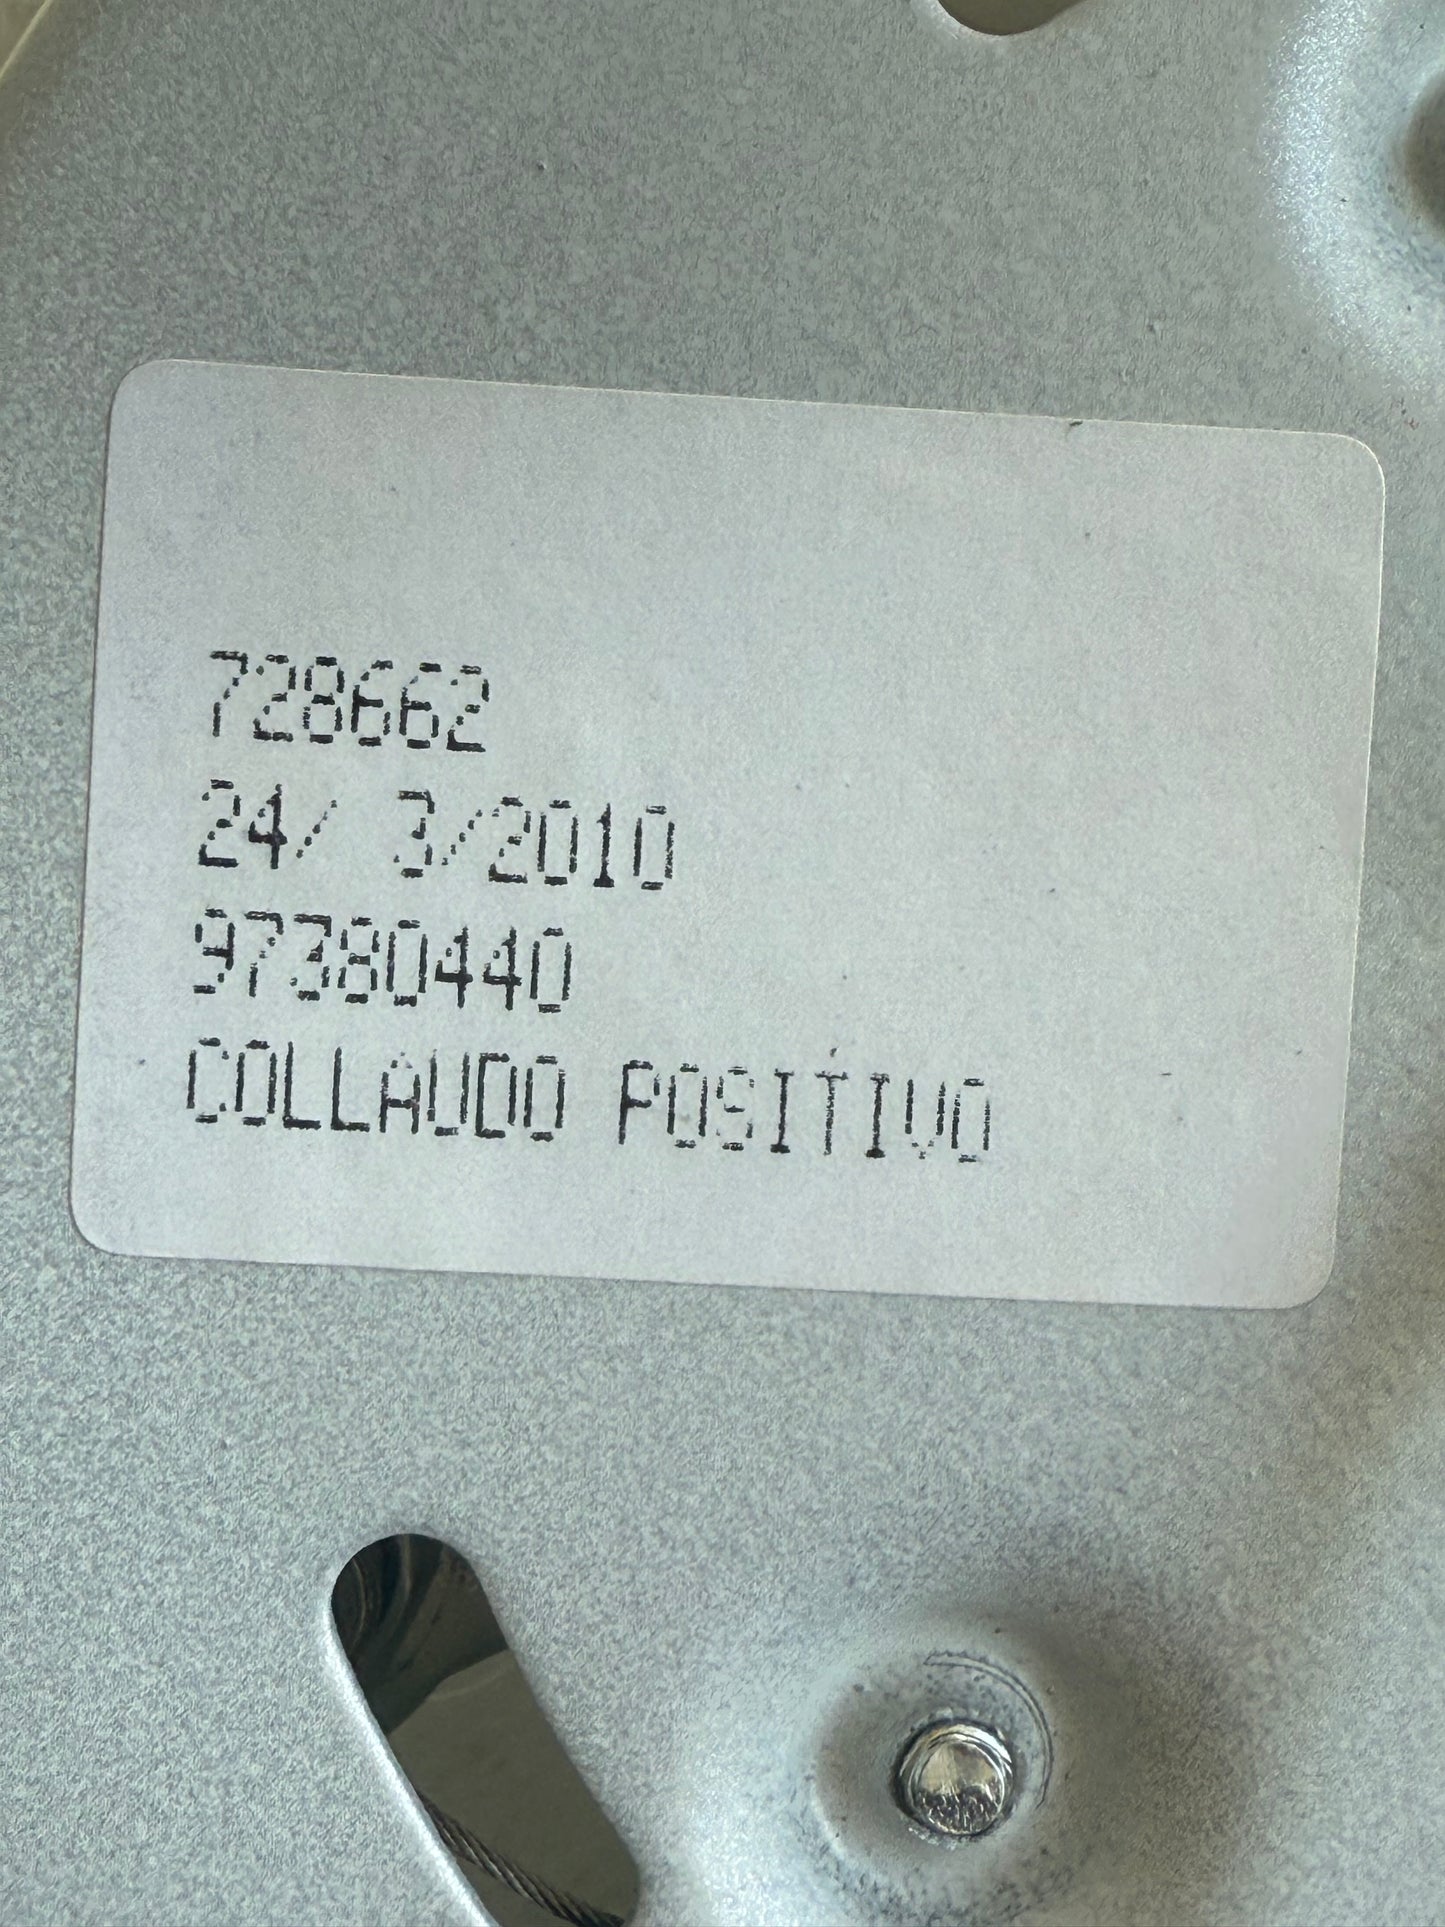 728662
24/ 3/2010
97380440
COLLAUDO POSITIVO